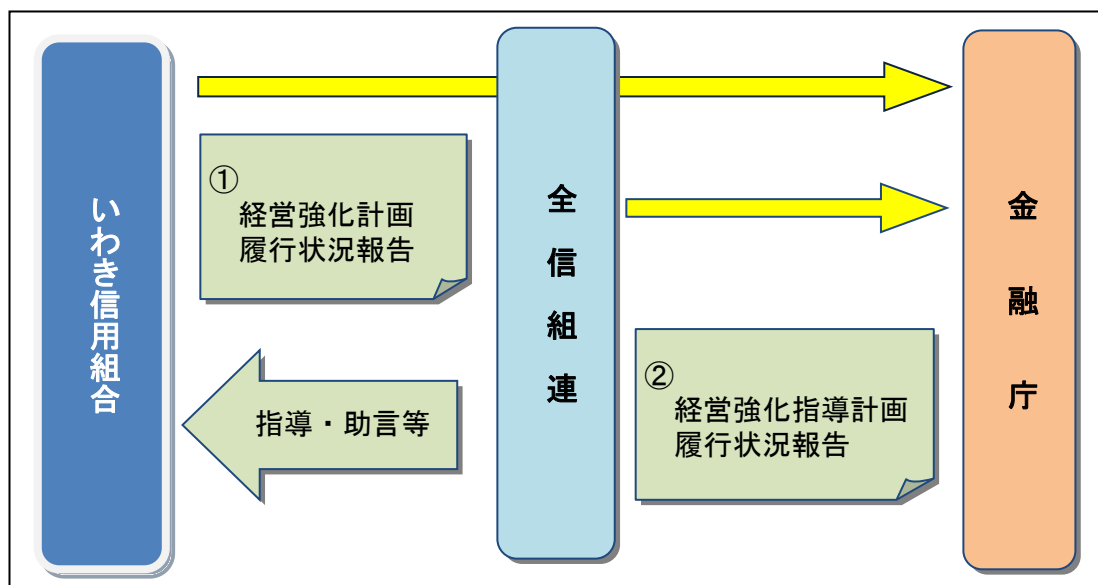 いわき信用組合
①
経営強化計画
履行状況報告
指導・助言等
全信組連
②
経営強化指導計画
履行状況報告
金融庁